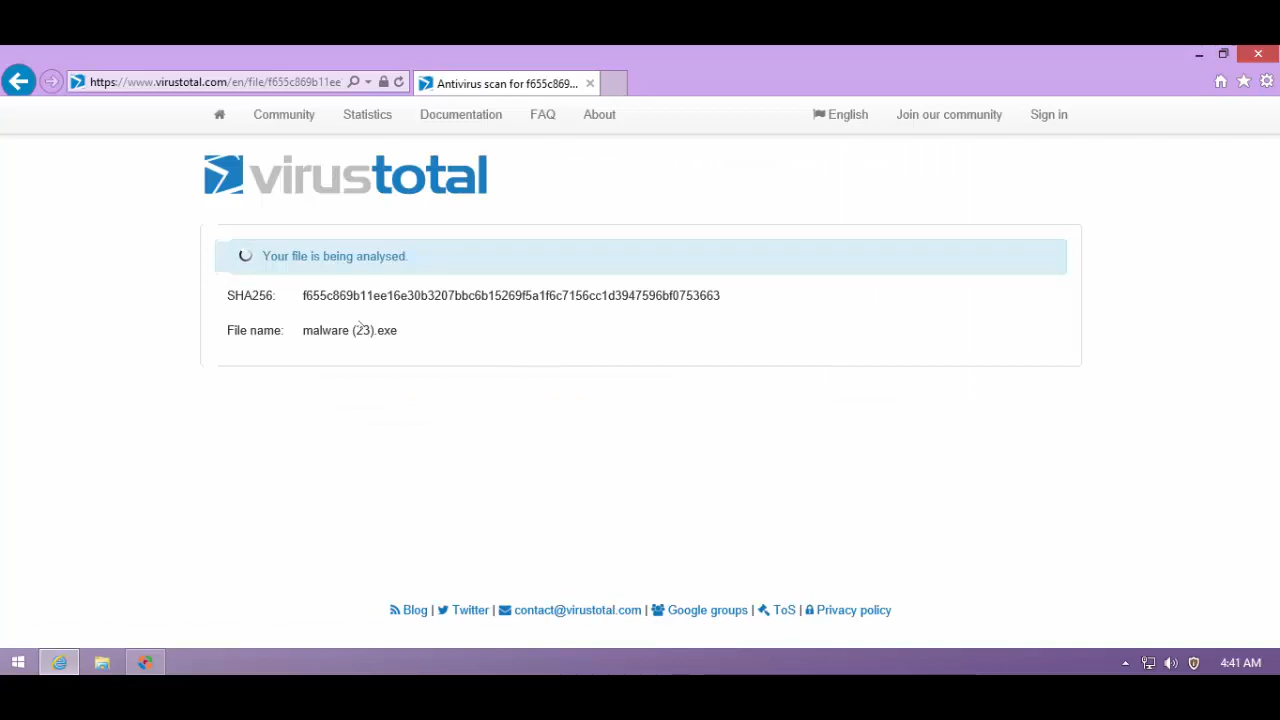 https://www.virustotal.com/en/file/f655c869b11ee
Antivirus scan for f655c869...
Community Statistics Documentation FAQ About English Join our community Sign in
virustotal
Your file is being analysed.
SHA256: f655c869b11ee16e30b3207bbc6b15269f5a1f6c7156cc1d3947596bf0753663
File name: malware (23).exe
Blog | Twitter | contact@virustotal.com | Google groups | ToS | Privacy policy
4:41 AM